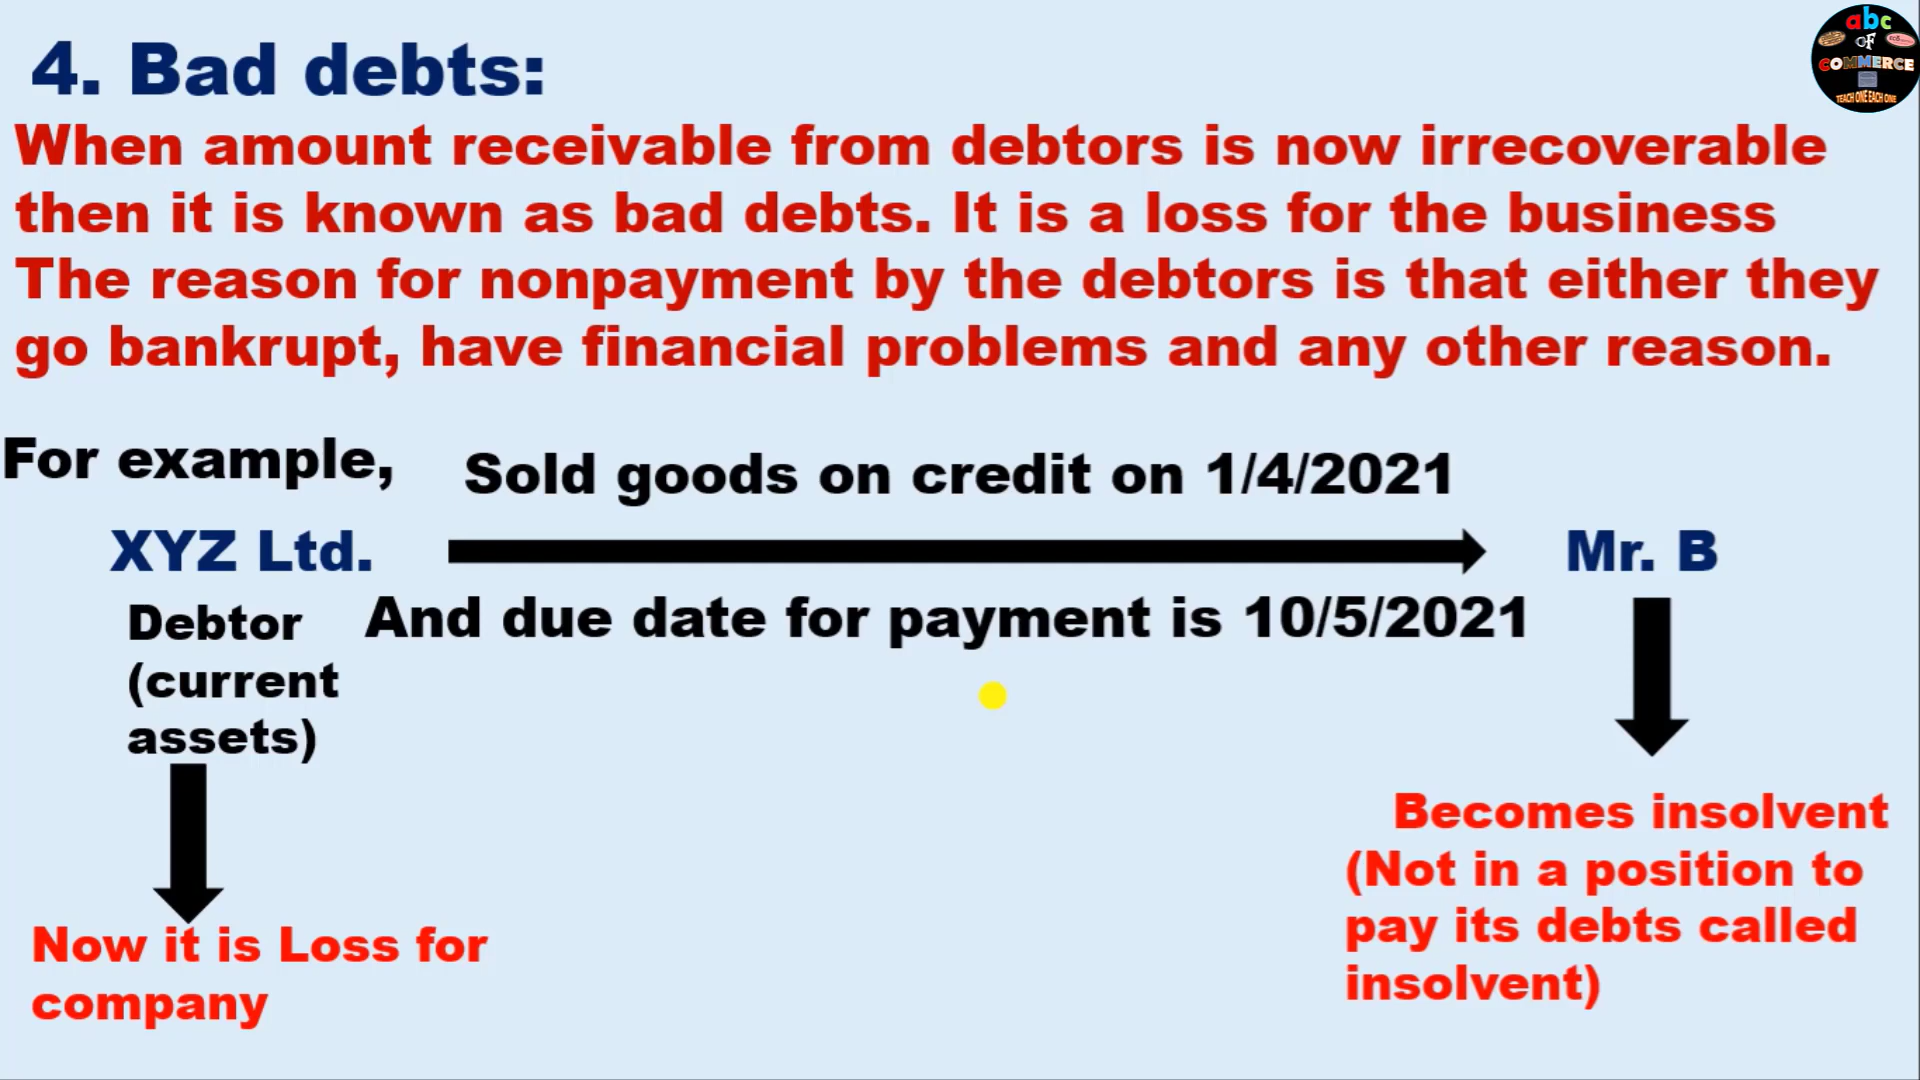 4. Bad debts:
abc
OF
COMMERCE
TEACH ONE EACH ONE
When amount receivable from debtors is now irrecoverable
then it is known as bad debts. It is a loss for the business
The reason for nonpayment by the debtors is that either they
go bankrupt, have financial problems and any other reason.
For example,
Sold goods on credit on 1/4/2021
XYZ Ltd.
Mr. B
Debtor
(current
assets)
And due date for payment is 10/5/2021
Becomes insolvent
(Not in a position to
pay its debts called
insolvent)
Now it is Loss for
company